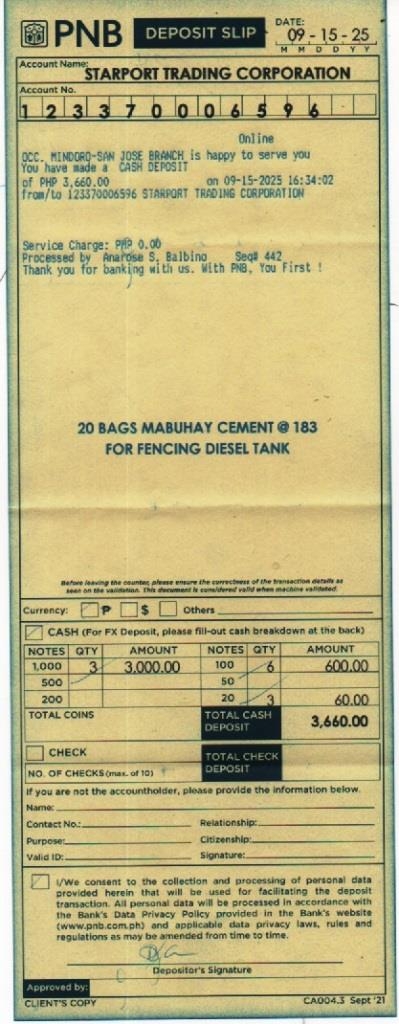 PNB DEPOSIT SLIP
DATE:
09 - 15 - 25
M M D D Y Y
Account Name:
STARPORT TRADING CORPORATION
Account No.
1 2 3 3 7 0 0 0 6 5 9 6
Online
OCC. MINDORO-SAN JOSE BRANCH is happy to serve you
You have made a CASH DEPOSIT
of PHP 3,660.00 on 09-15-2025 16:34:02
from/to 123370006596 STARPORT TRADING CORPORATION
Service Charge: PHP 0.00
Processed by Anarose S. Balbino Seq# 442
Thank you for banking with us. With PNB, You First !
20 BAGS MABUHAY CEMENT @ 183
FOR FENCING DIESEL TANK
Before leaving the counter, please ensure the correctness of the transaction details as
seen on the validation. This document is considered valid when machine validated.
Currency: ₱ $ Others
CASH (For FX Deposit, please fill-out cash breakdown at the back)
NOTES QTY AMOUNT NOTES QTY AMOUNT
1,000 3 3,000.00 100 6 600.00
500 50
200 20 3 60.00
TOTAL COINS TOTAL CASH DEPOSIT 3,660.00
CHECK TOTAL CHECK DEPOSIT
NO. OF CHECKS (max. of 10)
If you are not the accountholder, please provide the information below.
Name:
Contact No.: Relationship:
Purpose: Citizenship:
Valid ID: Signature:
I/We consent to the collection and processing of personal data
provided herein that will be used for facilitating the deposit
transaction. All personal data will be processed in accordance with
the Bank's Data Privacy Policy provided in the Bank's website
(www.pnb.com.ph) and applicable data privacy laws, rules and
regulations as may be amended from time to time.
Depositor's Signature
Approved by:
CLIENT'S COPY CA004.3 Sept '21